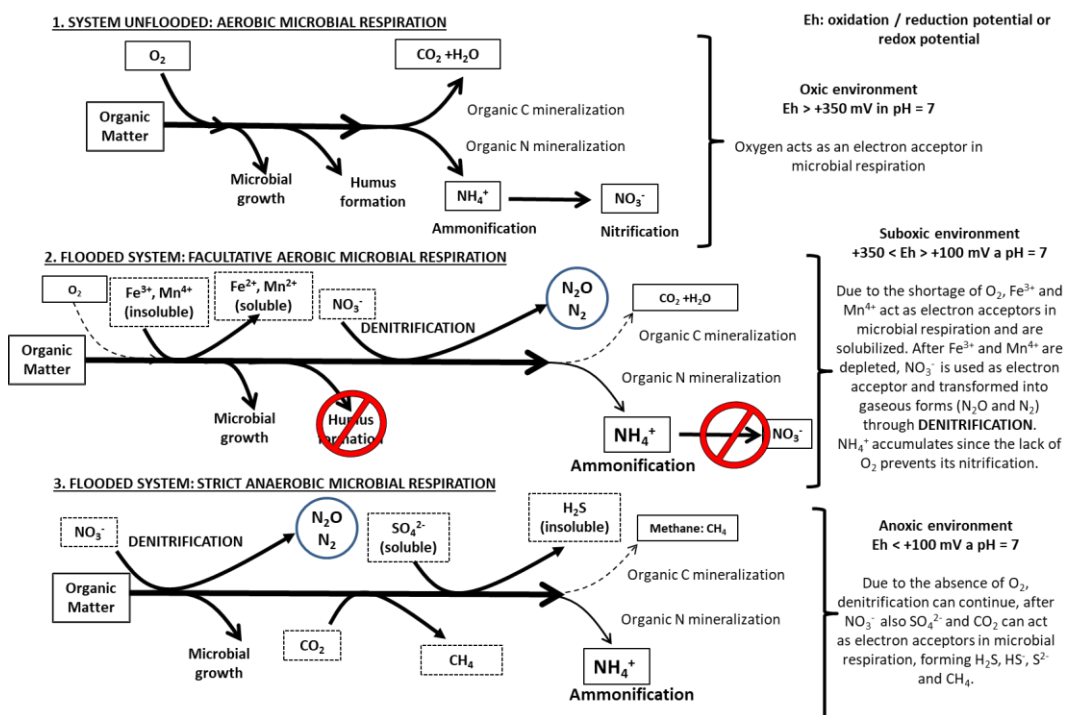 1. SYSTEM UNFLOODED: AEROBIC MICROBIAL RESPIRATION
O₂
CO₂ +H₂O
Organic
Matter
Organic C mineralization
Organic N mineralization
Microbial
growth
Humus
formation
NH₄⁺
NO₃⁻
Ammonification
Nitrification
Eh: oxidation / reduction potential or
redox potential
Oxic environment
Eh > +350 mV in pH = 7
Oxygen acts as an electron acceptor in
microbial respiration
2. FLOODED SYSTEM: FACULTATIVE AEROBIC MICROBIAL RESPIRATION
O₂
Fe³⁺, Mn⁴⁺
(insoluble)
Fe²⁺, Mn²⁺
(soluble)
NO₃⁻
DENITRIFICATION
N₂O
N₂
CO₂ +H₂O
Organic
Matter
Organic C mineralization
Organic N mineralization
Microbial
growth
Humus
formation
NH₄⁺
NO₃⁻
Ammonification
Suboxic environment
+350 < Eh > +100 mV a pH = 7
Due to the shortage of O₂, Fe³⁺ and
Mn⁴⁺ act as electron acceptors in
microbial respiration and are
solubilized. After Fe³⁺ and Mn⁴⁺ are
depleted, NO₃⁻ is used as electron
acceptor and transformed into
gaseous forms (N₂O and N₂)
through DENITRIFICATION.
NH₄⁺ accumulates since the lack of
O₂ prevents its nitrification.
3. FLOODED SYSTEM: STRICT ANAEROBIC MICROBIAL RESPIRATION
NO₃⁻
DENITRIFICATION
N₂O
N₂
SO₄²⁻
(soluble)
H₂S
(insoluble)
Methane: CH₄
Organic
Matter
Organic C mineralization
Organic N mineralization
Microbial
growth
CO₂
CH₄
NH₄⁺
Ammonification
Anoxic environment
Eh < +100 mV a pH = 7
Due to the absence of O₂,
denitrification can continue, after
NO₃⁻ also SO₄²⁻ and CO₂ can act
as electron acceptors in microbial
respiration, forming H₂S, HS⁻, S²⁻
and CH₄.